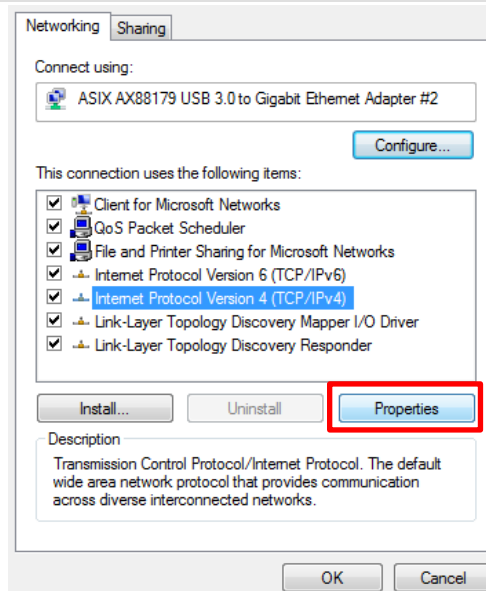 Networking Sharing
Connect using:
ASIX AX88179 USB 3.0 to Gigabit Ethernet Adapter #2
Configure...
This connection uses the following items:
Client for Microsoft Networks
QoS Packet Scheduler
File and Printer Sharing for Microsoft Networks
Internet Protocol Version 6 (TCP/IPv6)
Internet Protocol Version 4 (TCP/IPv4)
Link-Layer Topology Discovery Mapper I/O Driver
Link-Layer Topology Discovery Responder
Install... Uninstall Properties
Description
Transmission Control Protocol/Internet Protocol. The default
wide area network protocol that provides communication
across diverse interconnected networks.
OK Cancel